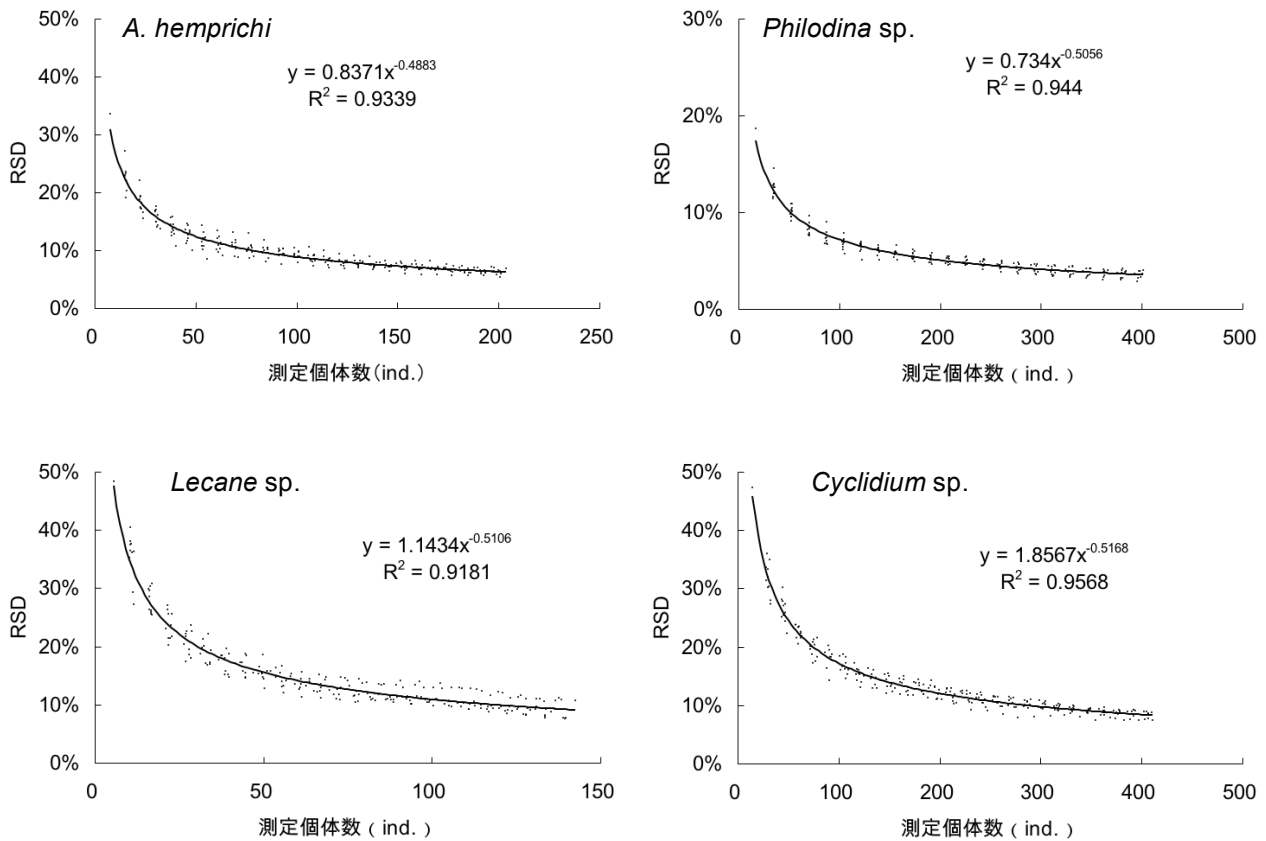 A. hemprichi
y = 0.8371x^-0.4883
R² = 0.9339
50%
40%
30%
20%
10%
0%
RSD
0 50 100 150 200 250
測定個体数(ind.)
Philodina sp.
y = 0.734x^-0.5056
R² = 0.944
30%
20%
10%
0%
RSD
0 100 200 300 400 500
測定個体数 ( ind. )
Lecane sp.
y = 1.1434x^-0.5106
R² = 0.9181
50%
40%
30%
20%
10%
0%
RSD
0 50 100 150
測定個体数 ( ind. )
Cyclidium sp.
y = 1.8567x^-0.5168
R² = 0.9568
50%
40%
30%
20%
10%
0%
RSD
0 100 200 300 400 500
測定個体数 ( ind. )